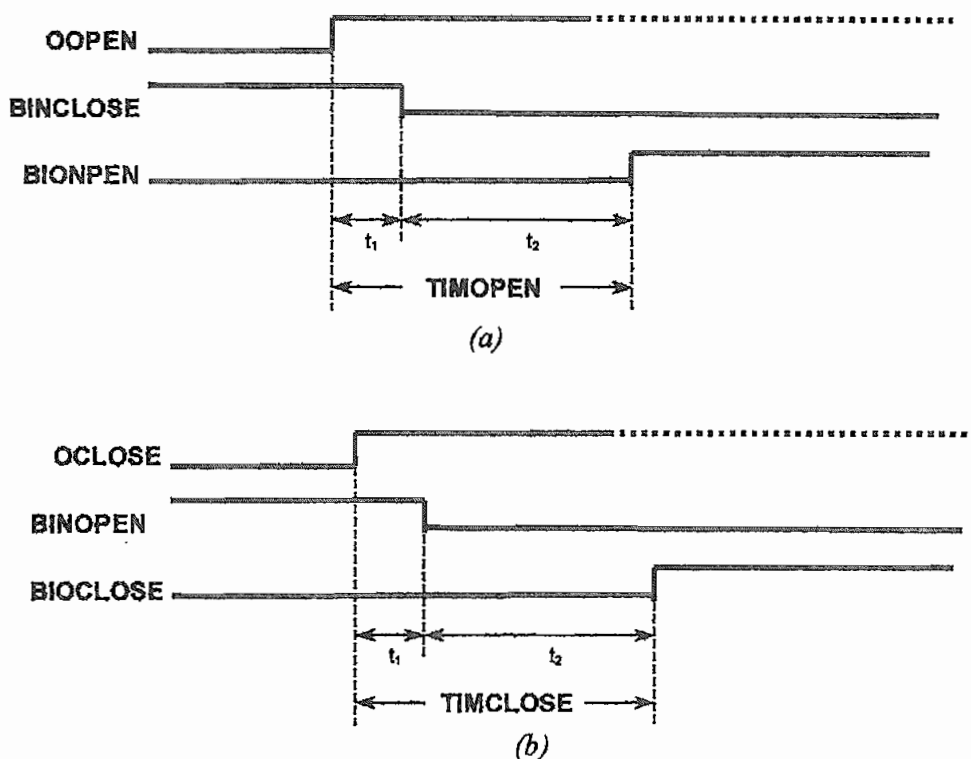 OOPEN
BINCLOSE
BIONPEN
t₁ t₂
TIMOPEN
(a)
OCLOSE
BINOPEN
BIOCLOSE
t₁ t₂
TIMCLOSE
(b)